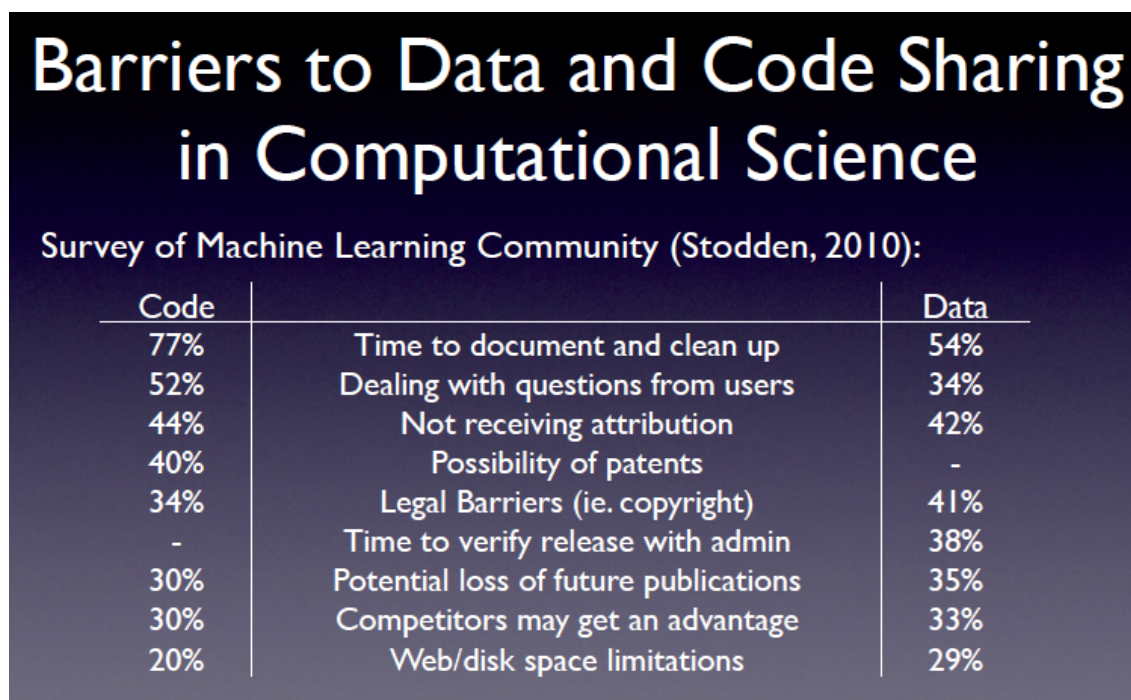 Barriers to Data and Code Sharing
in Computational Science
Survey of Machine Learning Community (Stodden, 2010):
Code Data
77% Time to document and clean up 54%
52% Dealing with questions from users 34%
44% Not receiving attribution 42%
40% Possibility of patents -
34% Legal Barriers (ie. copyright) 41%
- Time to verify release with admin 38%
30% Potential loss of future publications 35%
30% Competitors may get an advantage 33%
20% Web/disk space limitations 29%